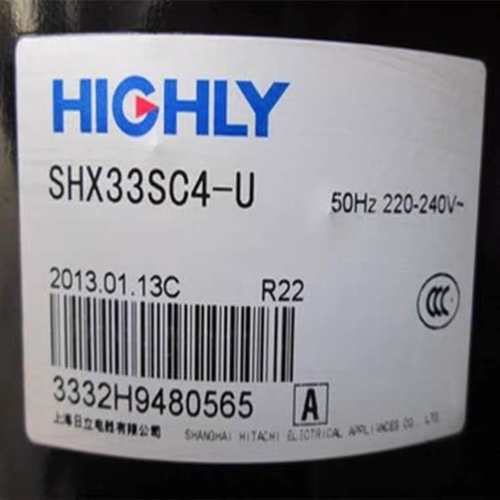 HIGHLY
SHX33SC4-U
50Hz 220-240V~
2013.01.13C R22
CCC
3332H9480565 A
上海日立电器有限公司 SHANGHAI HITACHI ELECTRICAL APPLIANCES CO., LTD.